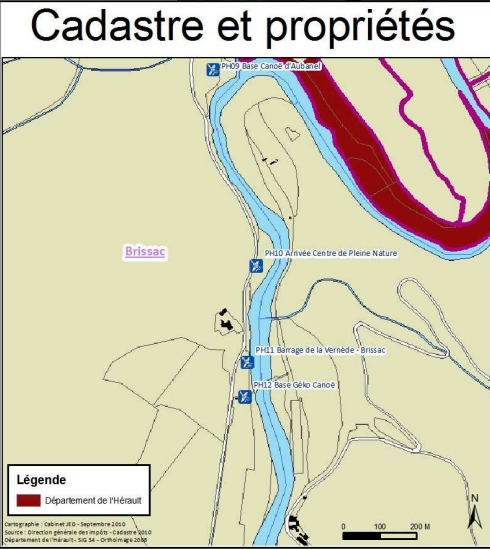 Cadastre et propriétés
PH09 Base Canoë d'Aubanel
Brissac
PH10 Arrivée Centre de Pleine Nature
PH11 Barrage de la Vernède - Brissac
PH12 Base Géko Canoë
Légende
Département de l'Hérault
Cartographie : Cabinet JED - Septembre 2010
Source : Direction générale des Impôts - Cadastre 2010
Département de l'Hérault - SIG 34 - Orthoimage 2008
N
0 100 200 M